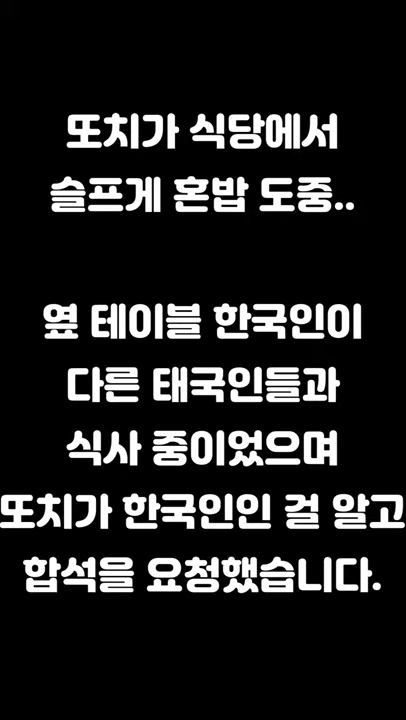 또치가 식당에서
슬프게 혼밥 도중..
옆 테이블 한국인이
다른 태국인들과
식사 중이었으며
또치가 한국인인 걸 알고
합석을 요청했습니다.